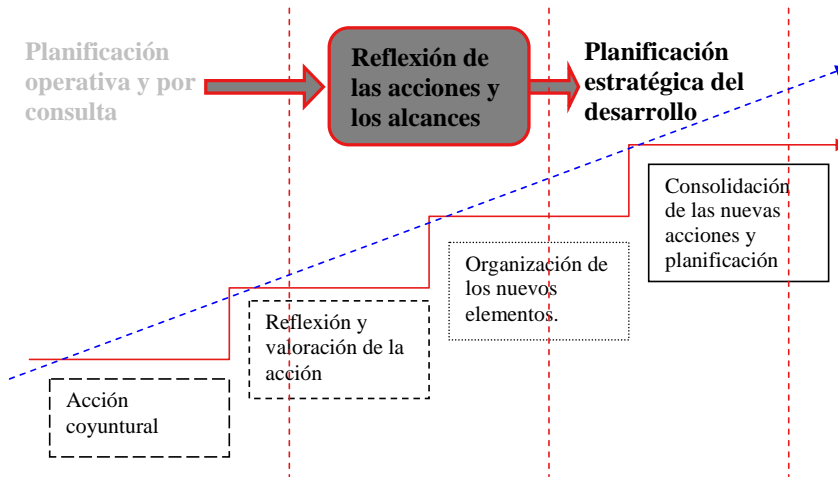 Planificación
operativa y por
consulta
Reflexión de
las acciones y
los alcances
Planificación
estratégica del
desarrollo
Consolidación
de las nuevas
acciones y
planificación
Organización de
los nuevos
elementos.
Reflexión y
valoración de la
acción
Acción
coyuntural